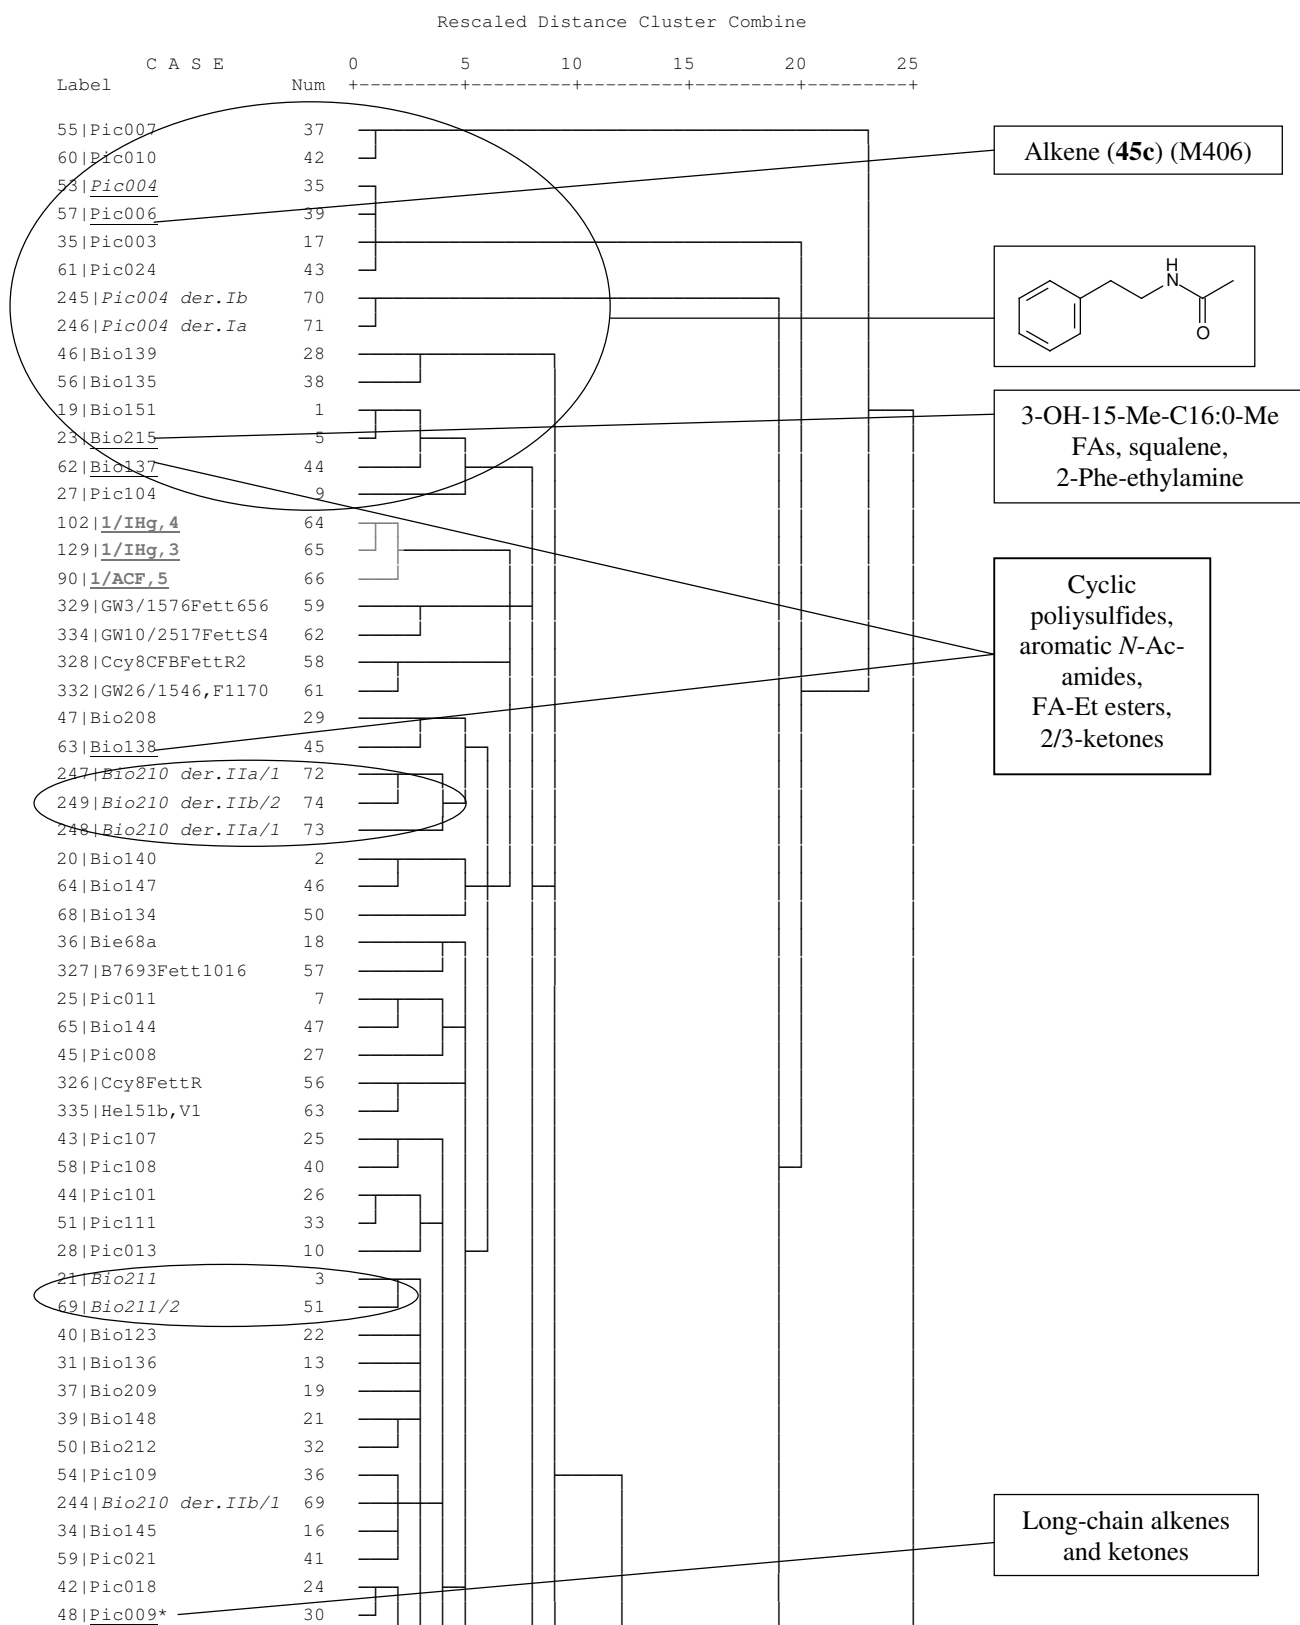 Rescaled Distance Cluster Combine
C A S E 0 5 10 15 20 25
Label Num +---------+---------+---------+---------+---------+
55|Pic007 37
60|Pic010 42
53|Pic004 35
57|Pic006 39
35|Pic003 17
61|Pic024 43
245|Pic004 der.Ib 70
246|Pic004 der.Ia 71
46|Bio139 28
56|Bio135 38
19|Bio151 1
23|Bio215 5
62|Bio137 44
27|Pic104 9
102|1/IHg,4 64
129|1/IHg,3 65
90|1/ACF,5 66
329|GW3/1576Fett656 59
334|GW10/2517FettS4 62
328|Ccy8CFBFettR2 58
332|GW26/1546,F1170 61
47|Bio208 29
63|Bio138 45
247|Bio210 der.IIa/1 72
249|Bio210 der.IIb/2 74
248|Bio210 der.IIa/1 73
20|Bio140 2
64|Bio147 46
68|Bio134 50
36|Bie68a 18
327|B7693Fett1016 57
25|Pic011 7
65|Bio144 47
45|Pic008 27
326|Ccy8FettR 56
335|Hel51b,V1 63
43|Pic107 25
58|Pic108 40
44|Pic101 26
51|Pic111 33
28|Pic013 10
21|Bio211 3
69|Bio211/2 51
40|Bio123 22
31|Bio136 13
37|Bio209 19
39|Bio148 21
50|Bio212 32
54|Pic109 36
244|Bio210 der.IIb/1 69
34|Bio145 16
59|Pic021 41
42|Pic018 24
48|Pic009* 30
Alkene (45c) (M406)
H
N
O
3-OH-15-Me-C16:0-Me
FAs, squalene,
2-Phe-ethylamine
Cyclic
poliysulfides,
aromatic N-Ac-
amides,
FA-Et esters,
2/3-ketones
Long-chain alkenes
and ketones